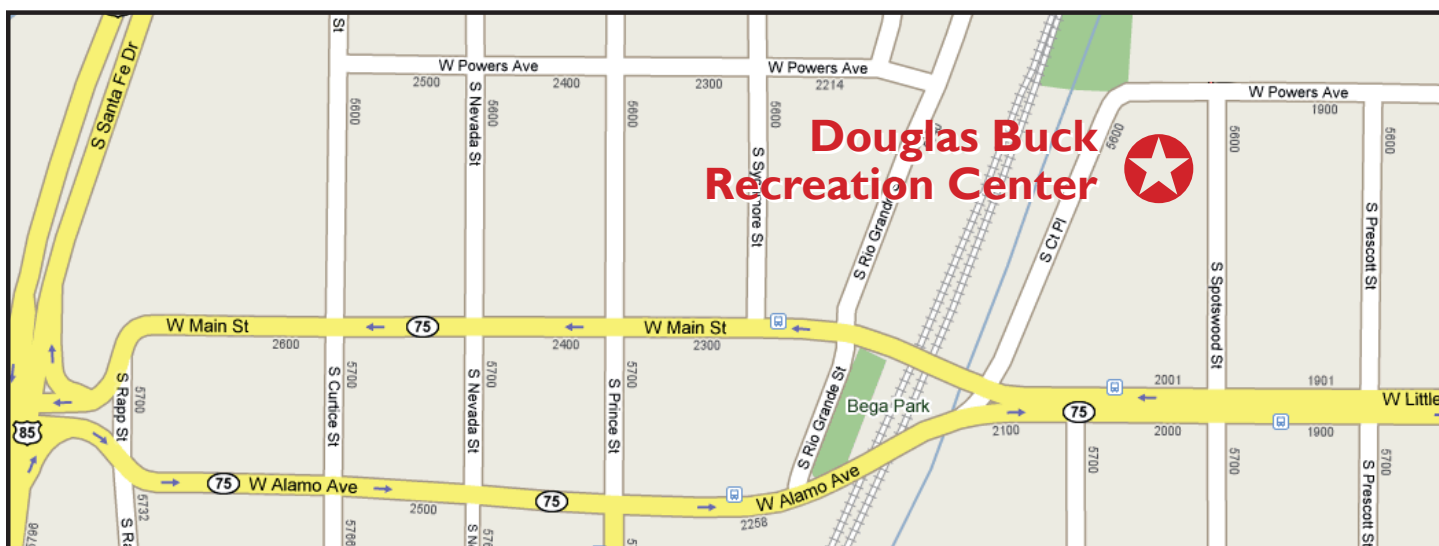 St
S Santa Fe Dr
W Powers Ave
W Powers Ave
W Powers Ave
2500
2400
2300
2214
1900
5600
5600
5600
5600
5600
5600
5600
S Nevada St
Douglas Buck
Recreation Center
S Sycamore St
S Rio Grande St
S Ct Pl
S Spotswood St
S Prescott St
W Main St
75
W Main St
2600
2400
2300
S Rapp St
5700
S Curtice St
5700
S Nevada St
5700
S Prince St
5700
S Rio Grande St
Bega Park
2001
1901
75
W Little
2100
2000
1900
85
75
W Alamo Ave
2500
75
W Alamo Ave
2258
5732
5700
5700
5700
S Prescott St